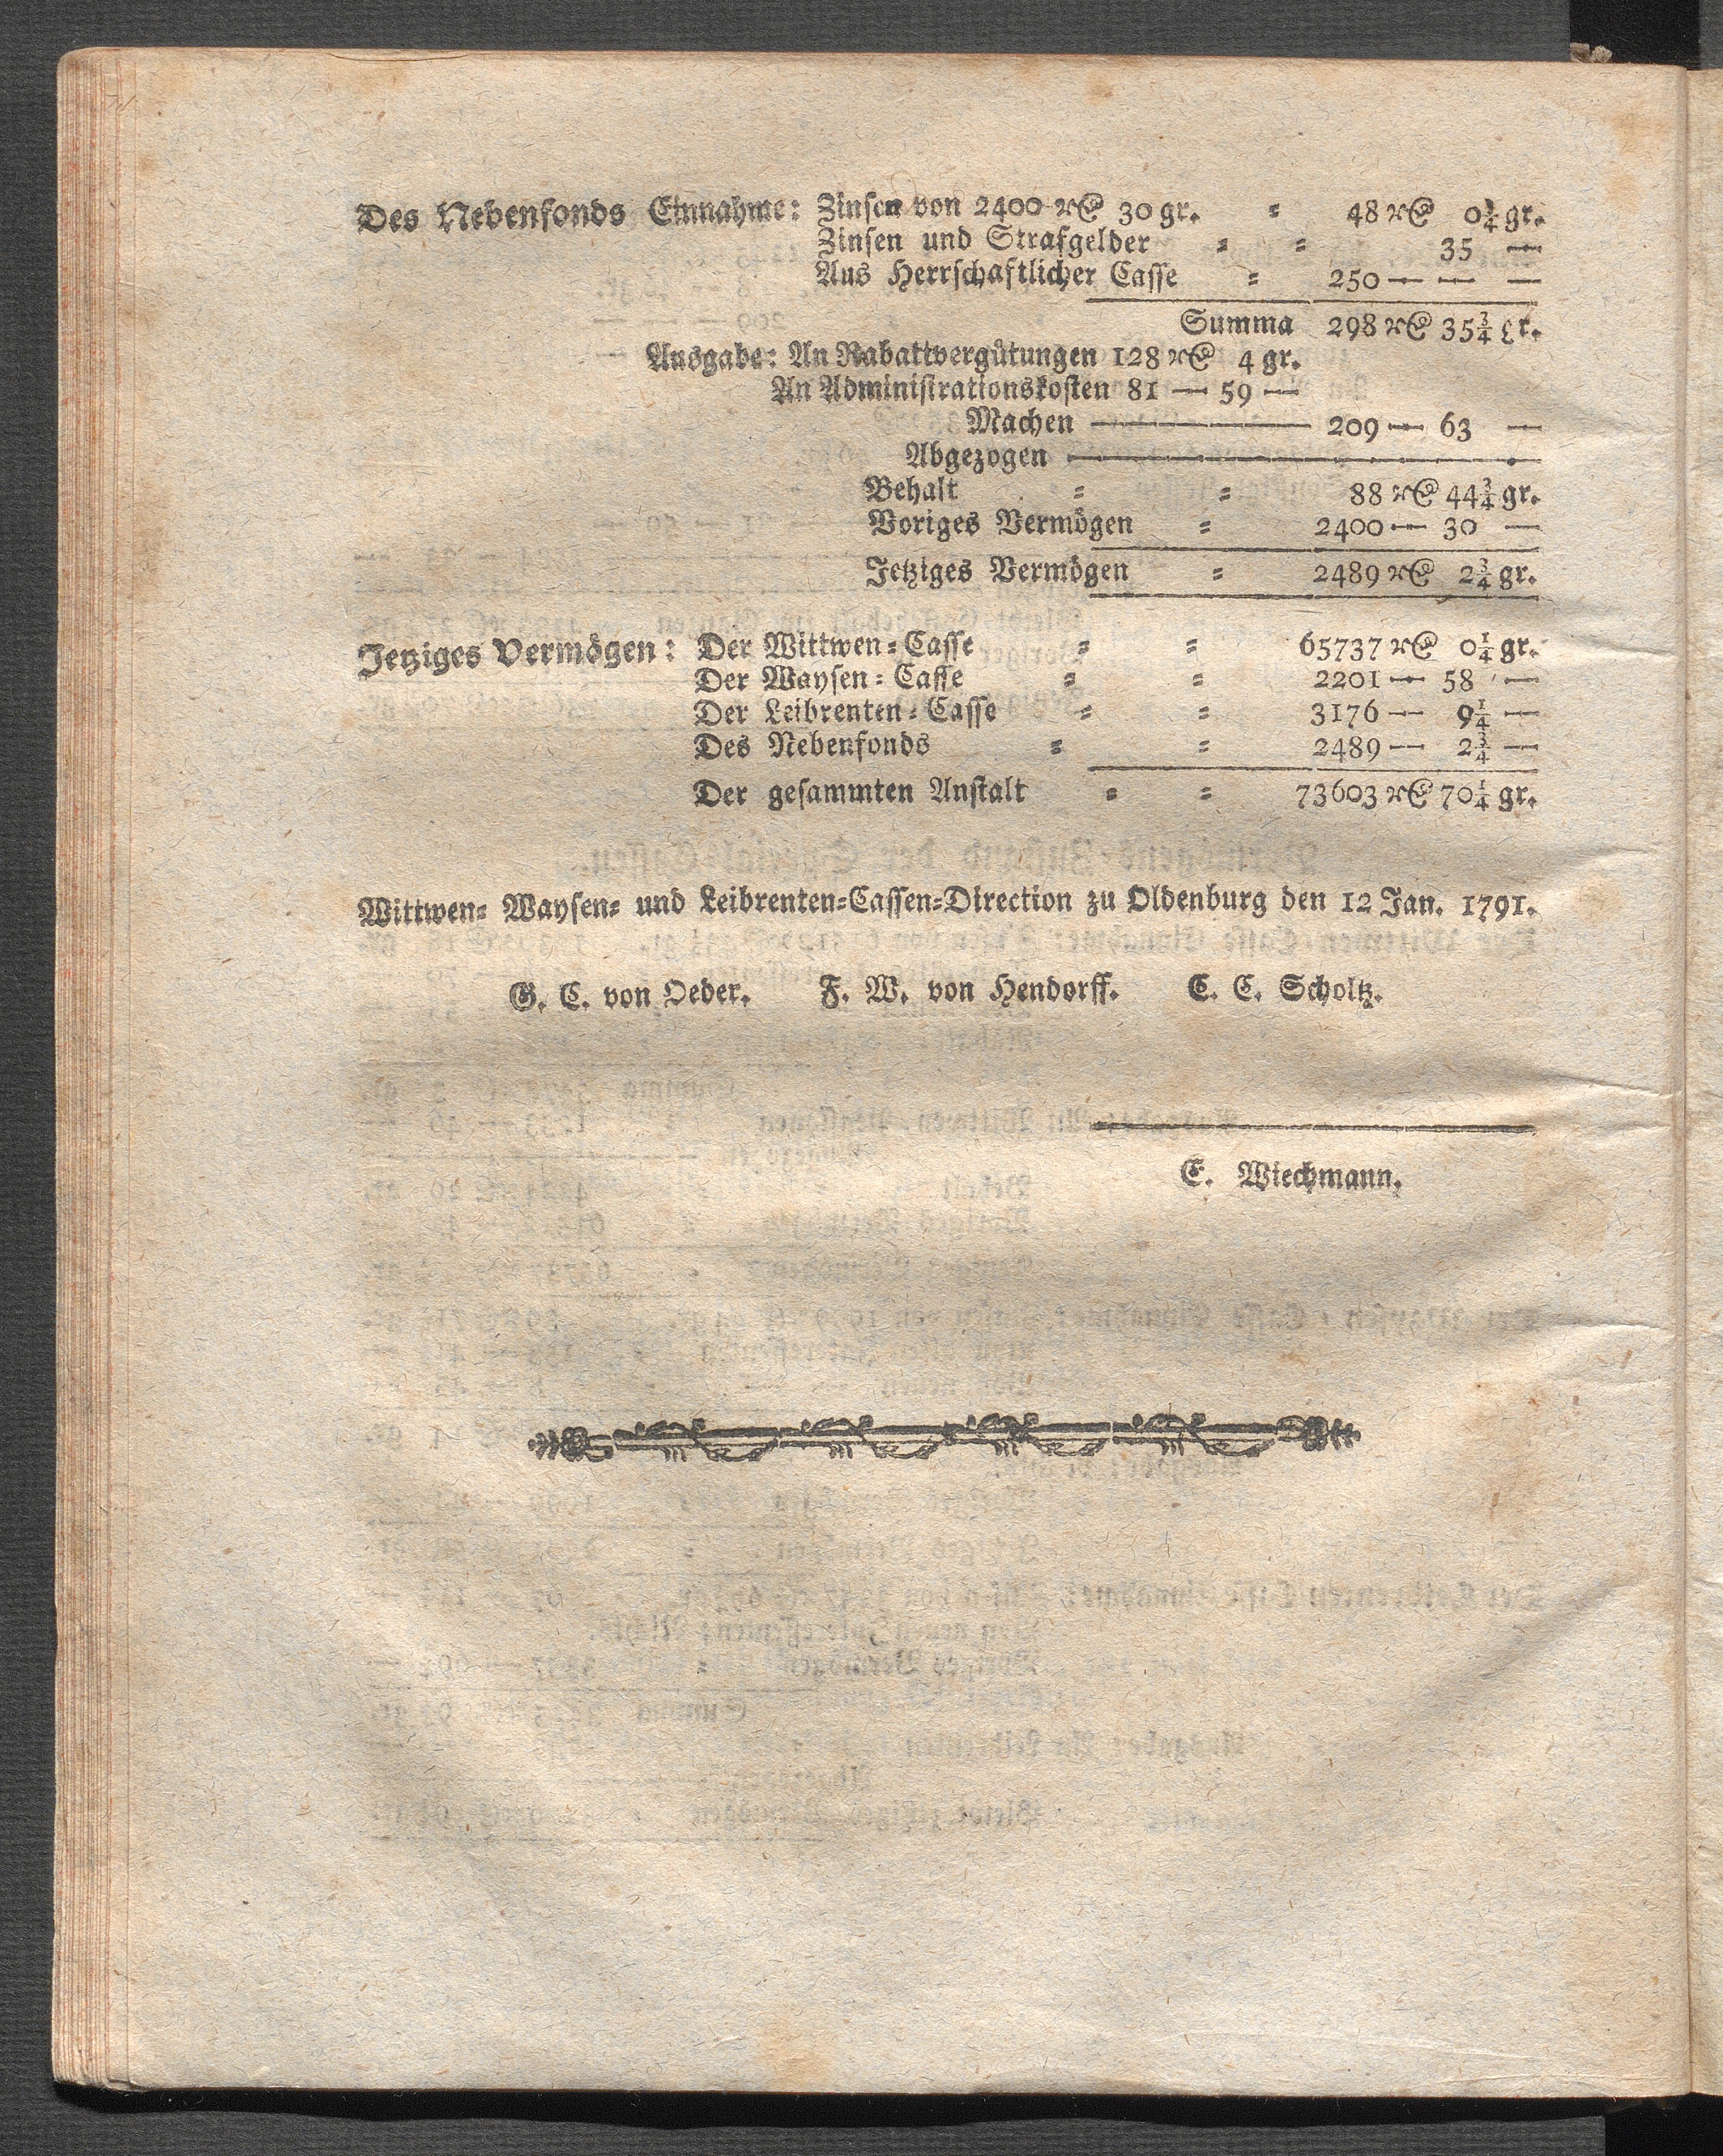 Des Nebenfonds Einnahme: Zinsen von 2400 r&₰ 30 gr. = 48 r&₰ 0¾ gr.
Zinsen und Strafgelder = = 35 —
Aus Herrschaftlicher Casse = 250 — — —
Summa 298 r&₰ 35¾ gr.
Ausgabe: An Rabattvergütungen 128 r&₰ 4 gr.
An Administrationskosten 81 — 59 —
Machen — 209 — 63 —
Abgezogen —
Behalt = = 88 r&₰ 44¾ gr.
Voriges Vermögen = 2400 — 30 —
Jetziges Vermögen = 2489 r&₰ 2¾ gr.
Jetziges Vermögen: Der Wittwen=Casse = = 65737 r&₰ 0¼ gr.
Der Waysen=Casse = = 2201 — 58 —
Der Leibrenten=Casse = = 3176 — 9¼ —
Des Nebenfonds = = 2489 — 2¾ —
Der gesammten Anstalt = = 73603 r&₰ 70¼ gr.
Wittwen= Waysen= und Leibrenten=Cassen=Direction zu Oldenburg den 12 Jan. 1791.
G. C. von Oeder. F. W. von Hendorff. C. C. Scholtz.
E. Wiechmann.